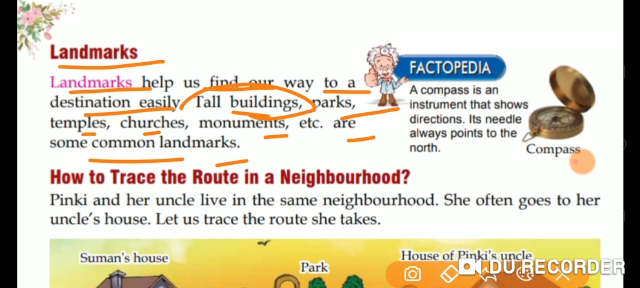 Landmarks
Landmarks help us find our way to a
destination easily. Tall buildings, parks,
temples, churches, monuments, etc. are
some common landmarks.
FACTOPEDIA
A compass is an
instrument that shows
directions. Its needle
always points to the
north.
Compass
How to Trace the Route in a Neighbourhood?
Pinki and her uncle live in the same neighbourhood. She often goes to her
uncle's house. Let us trace the route she takes.
Suman's house
Park
House of Pinki's uncle
DU RECORDER